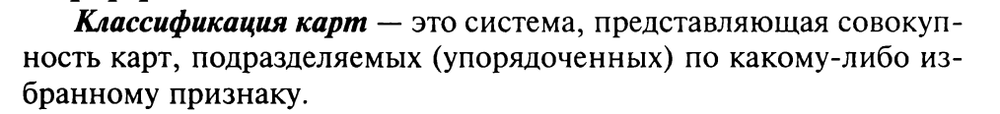 Классификация карт — это система, представляющая совокуп-
ность карт, подразделяемых (упорядоченных) по какому-либо из-
бранному признаку.